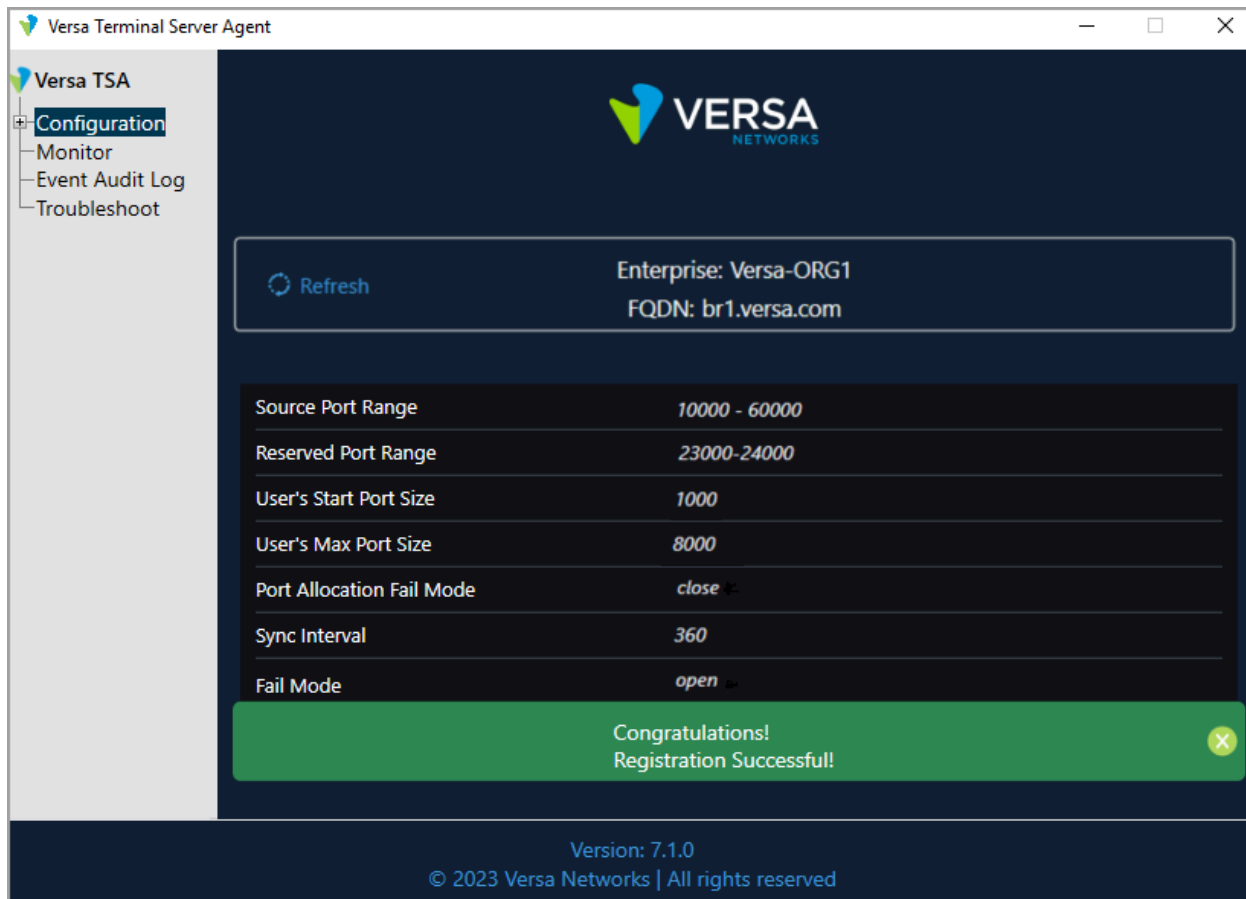 Versa Terminal Server Agent
Versa TSA
Configuration
Monitor
Event Audit Log
Troubleshoot
VERSA
NETWORKS
Refresh
Enterprise: Versa-ORG1
FQDN: br1.versa.com
Source Port Range 10000 - 60000
Reserved Port Range 23000-24000
User's Start Port Size 1000
User's Max Port Size 8000
Port Allocation Fail Mode close
Sync Interval 360
Fail Mode open
Congratulations!
Registration Successful!
Version: 7.1.0
© 2023 Versa Networks | All rights reserved